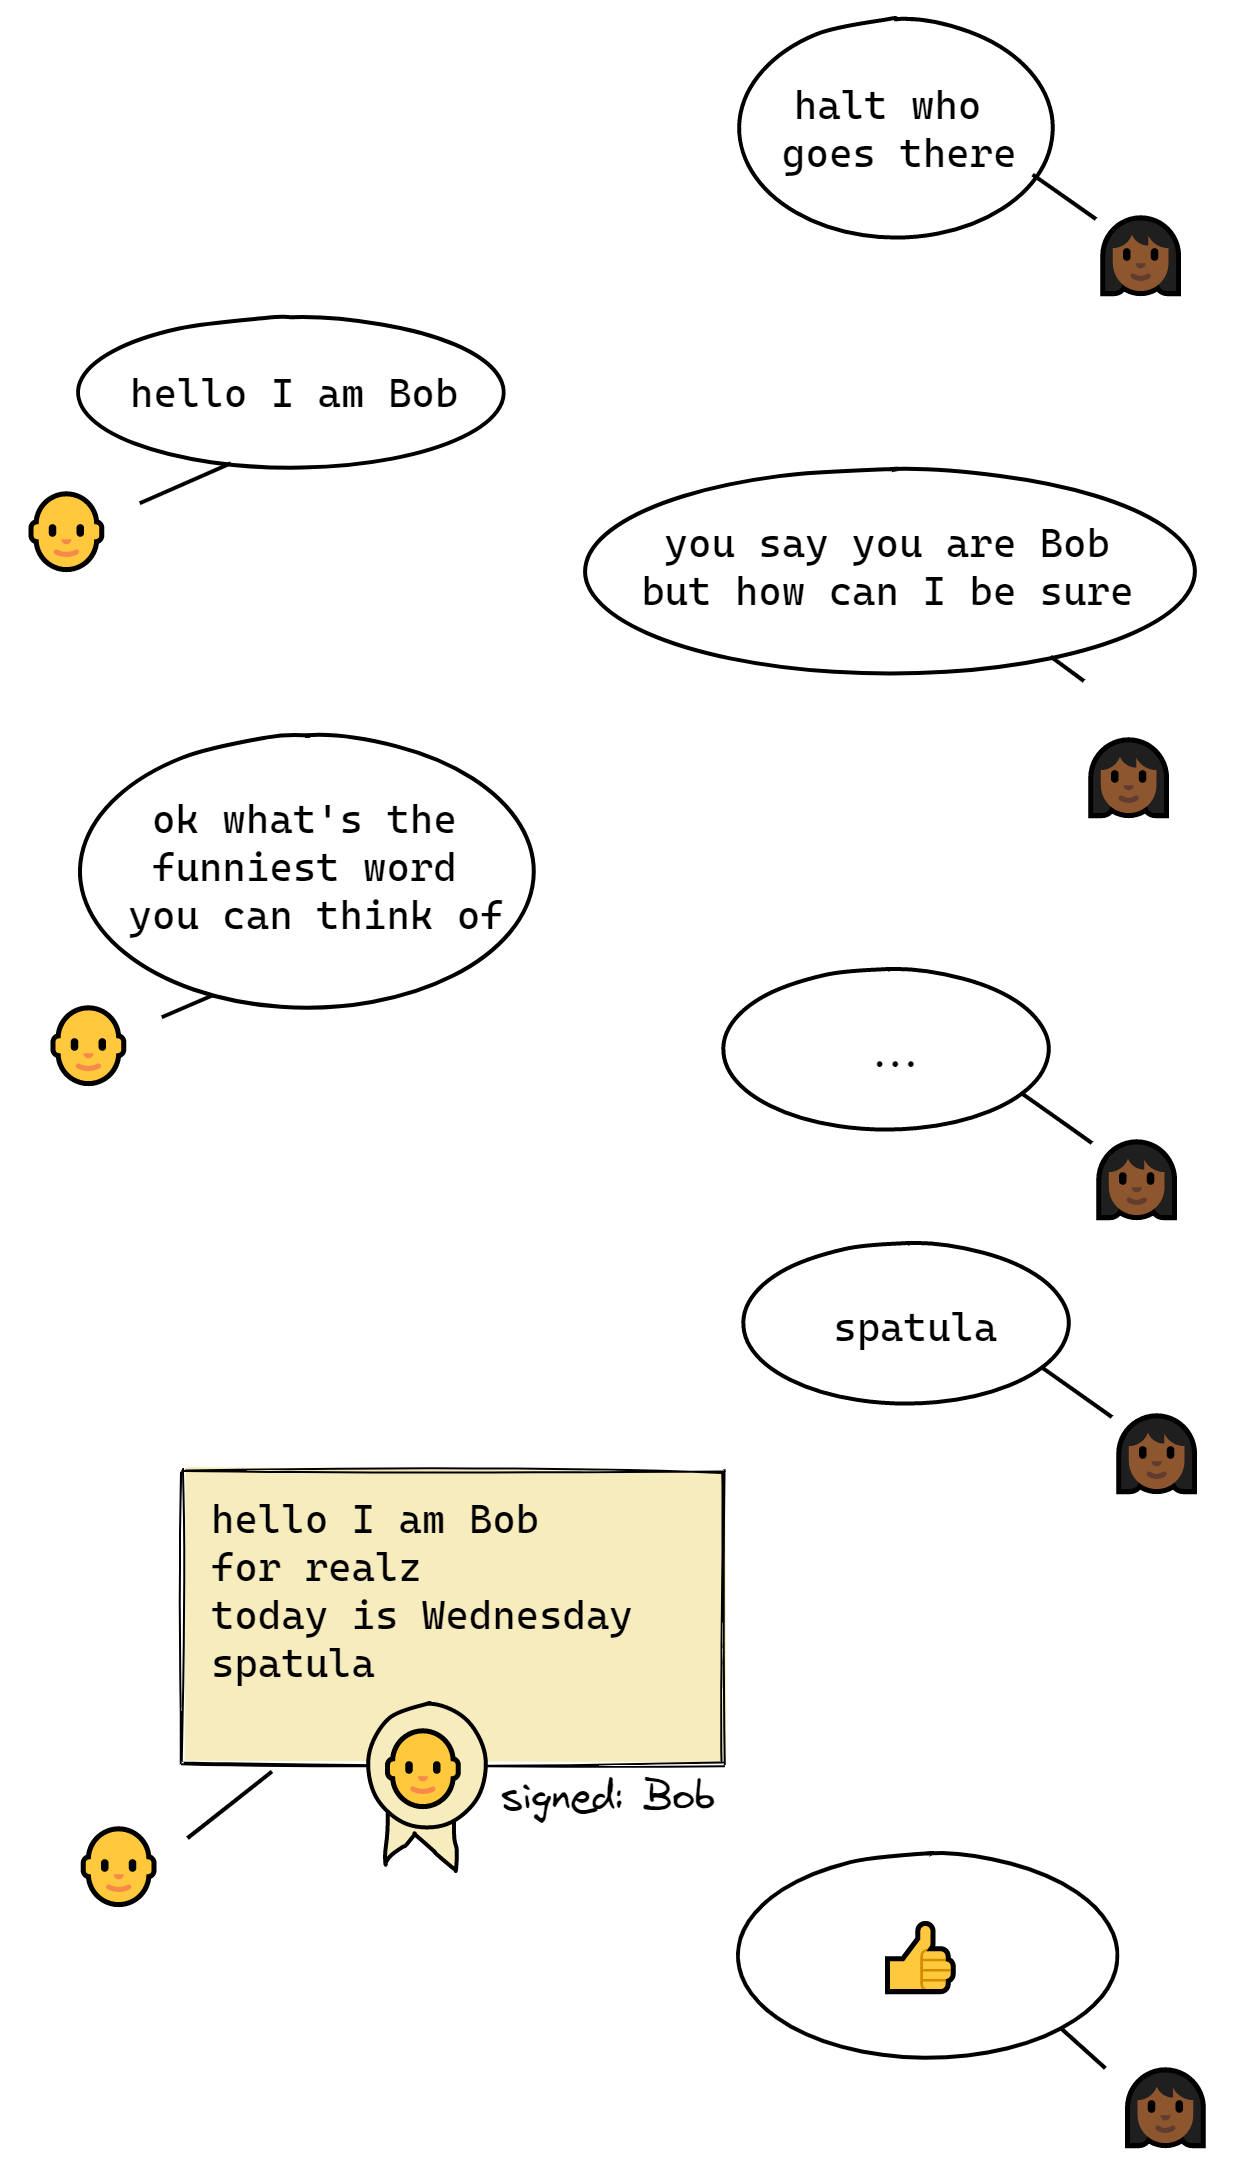 halt who
goes there
hello I am Bob
you say you are Bob
but how can I be sure
ok what's the
funniest word
you can think of
...
spatula
hello I am Bob
for realz
today is Wednesday
spatula
signed: Bob